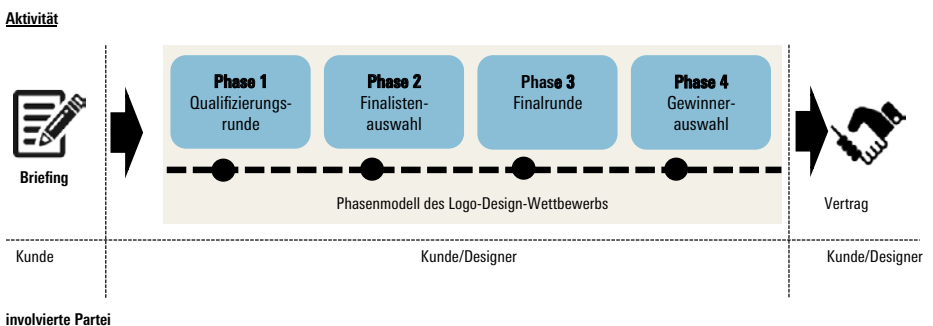 Aktivität
Phase 1
Qualifizierungs-
runde
Phase 2
Finalisten-
auswahl
Phase 3
Finalrunde
Phase 4
Gewinner-
auswahl
Briefing
Phasenmodell des Logo-Design-Wettbewerbs
Vertrag
Kunde
Kunde/Designer
Kunde/Designer
involvierte Partei